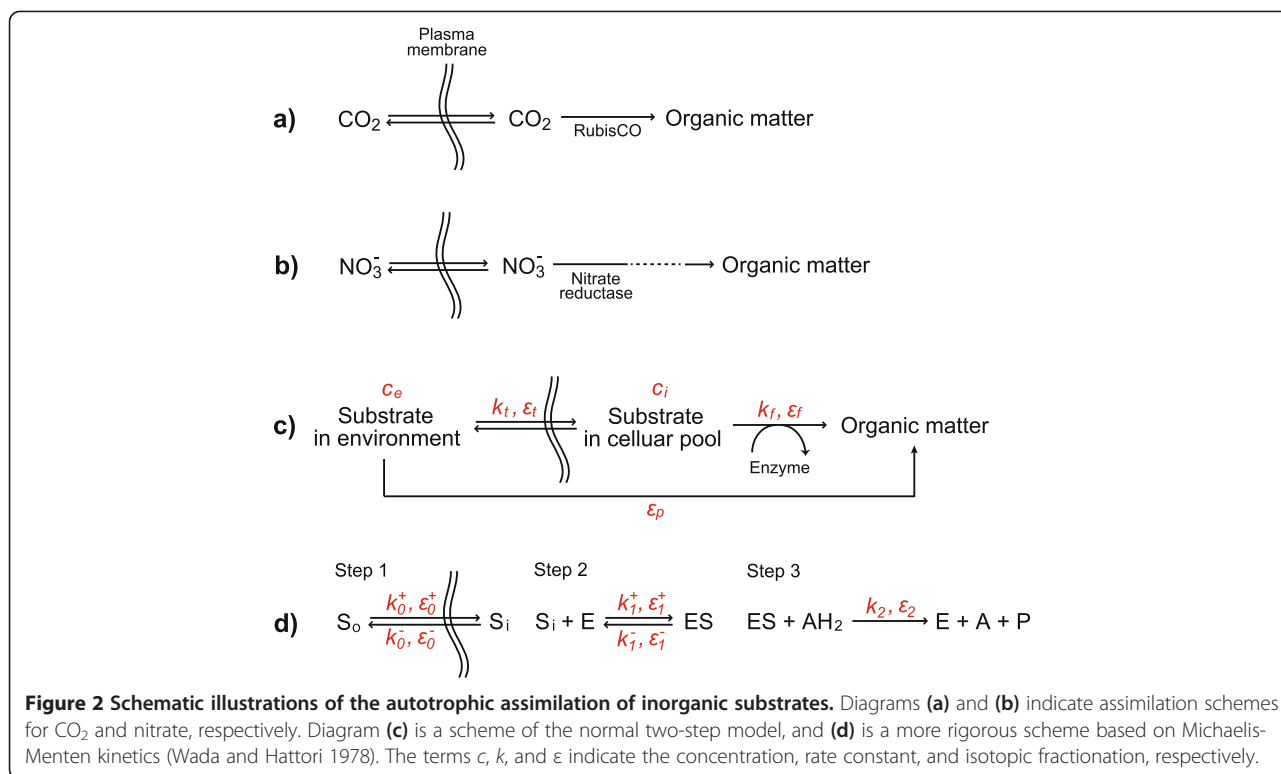 Plasma
membrane
a) CO₂ CO₂ RubisCO Organic matter
b) NO₃⁻ NO₃⁻ Nitrate reductase Organic matter
cₑ cᵢ
c) Substrate in environment kₜ, εₜ Substrate in celluar pool k_f, ε_f Organic matter
Enzyme
εₚ
Step 1 Step 2 Step 3
d) Sₒ k₀⁺, ε₀⁺ k₀⁻, ε₀⁻ Sᵢ Sᵢ + E k₁⁺, ε₁⁺ k₁⁻, ε₁⁻ ES ES + AH₂ k₂, ε₂ E + A + P
Figure 2 Schematic illustrations of the autotrophic assimilation of inorganic substrates. Diagrams (a) and (b) indicate assimilation schemes
for CO₂ and nitrate, respectively. Diagram (c) is a scheme of the normal two-step model, and (d) is a more rigorous scheme based on Michaelis-
Menten kinetics (Wada and Hattori 1978). The terms c, k, and ε indicate the concentration, rate constant, and isotopic fractionation, respectively.